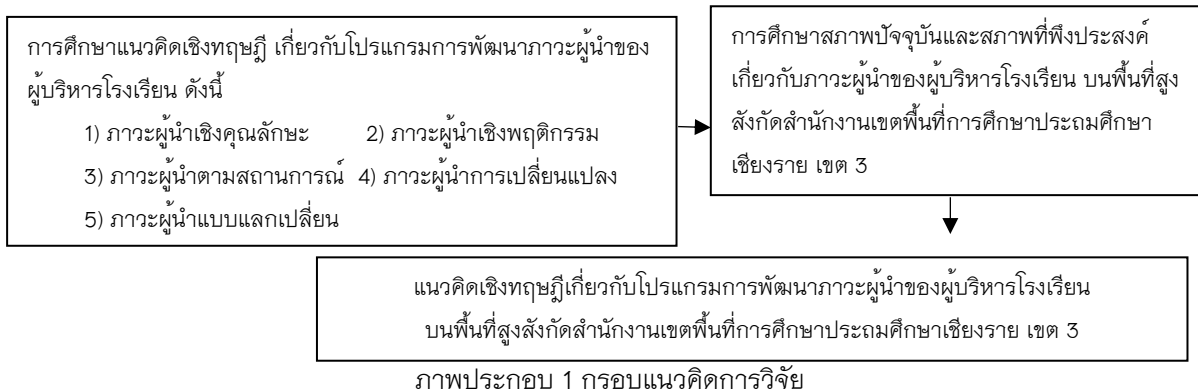 การศึกษาแนวคิดเชิงทฤษฎี เกี่ยวกับโปรแกรมการพัฒนาภาวะผู้นำของ
ผู้บริหารโรงเรียน ดังนี้
1) ภาวะผู้นำเชิงคุณลักษะ 2) ภาวะผู้นำเชิงพฤติกรรม
3) ภาวะผู้นำตามสถานการณ์ 4) ภาวะผู้นำการเปลี่ยนแปลง
5) ภาวะผู้นำแบบแลกเปลี่ยน
การศึกษาสภาพปัจจุบันและสภาพที่พึงประสงค์
เกี่ยวกับภาวะผู้นำของผู้บริหารโรงเรียน บนพื้นที่สูง
สังกัดสำนักงานเขตพื้นที่การศึกษาประถมศึกษา
เชียงราย เขต 3
แนวคิดเชิงทฤษฎีเกี่ยวกับโปรแกรมการพัฒนาภาวะผู้นำของผู้บริหารโรงเรียน
บนพื้นที่สูงสังกัดสำนักงานเขตพื้นที่การศึกษาประถมศึกษาเชียงราย เขต 3
ภาพประกอบ 1 กรอบแนวคิดการวิจัย